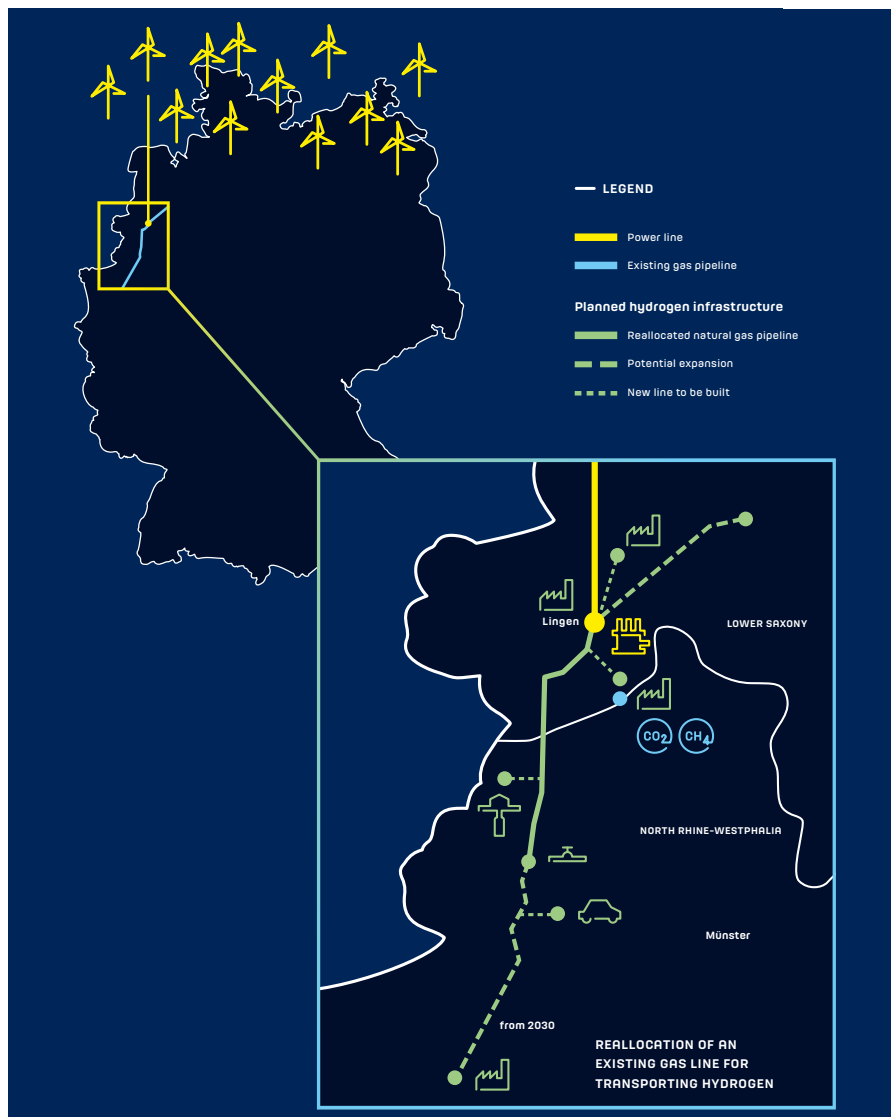 LEGEND
Power line
Existing gas pipeline
Planned hydrogen infrastructure
Reallocated natural gas pipeline
Potential expansion
New line to be built
Lingen
LOWER SAXONY
CO2 CH4
NORTH RHINE-WESTPHALIA
Münster
from 2030
REALLOCATION OF AN
EXISTING GAS LINE FOR
TRANSPORTING HYDROGEN